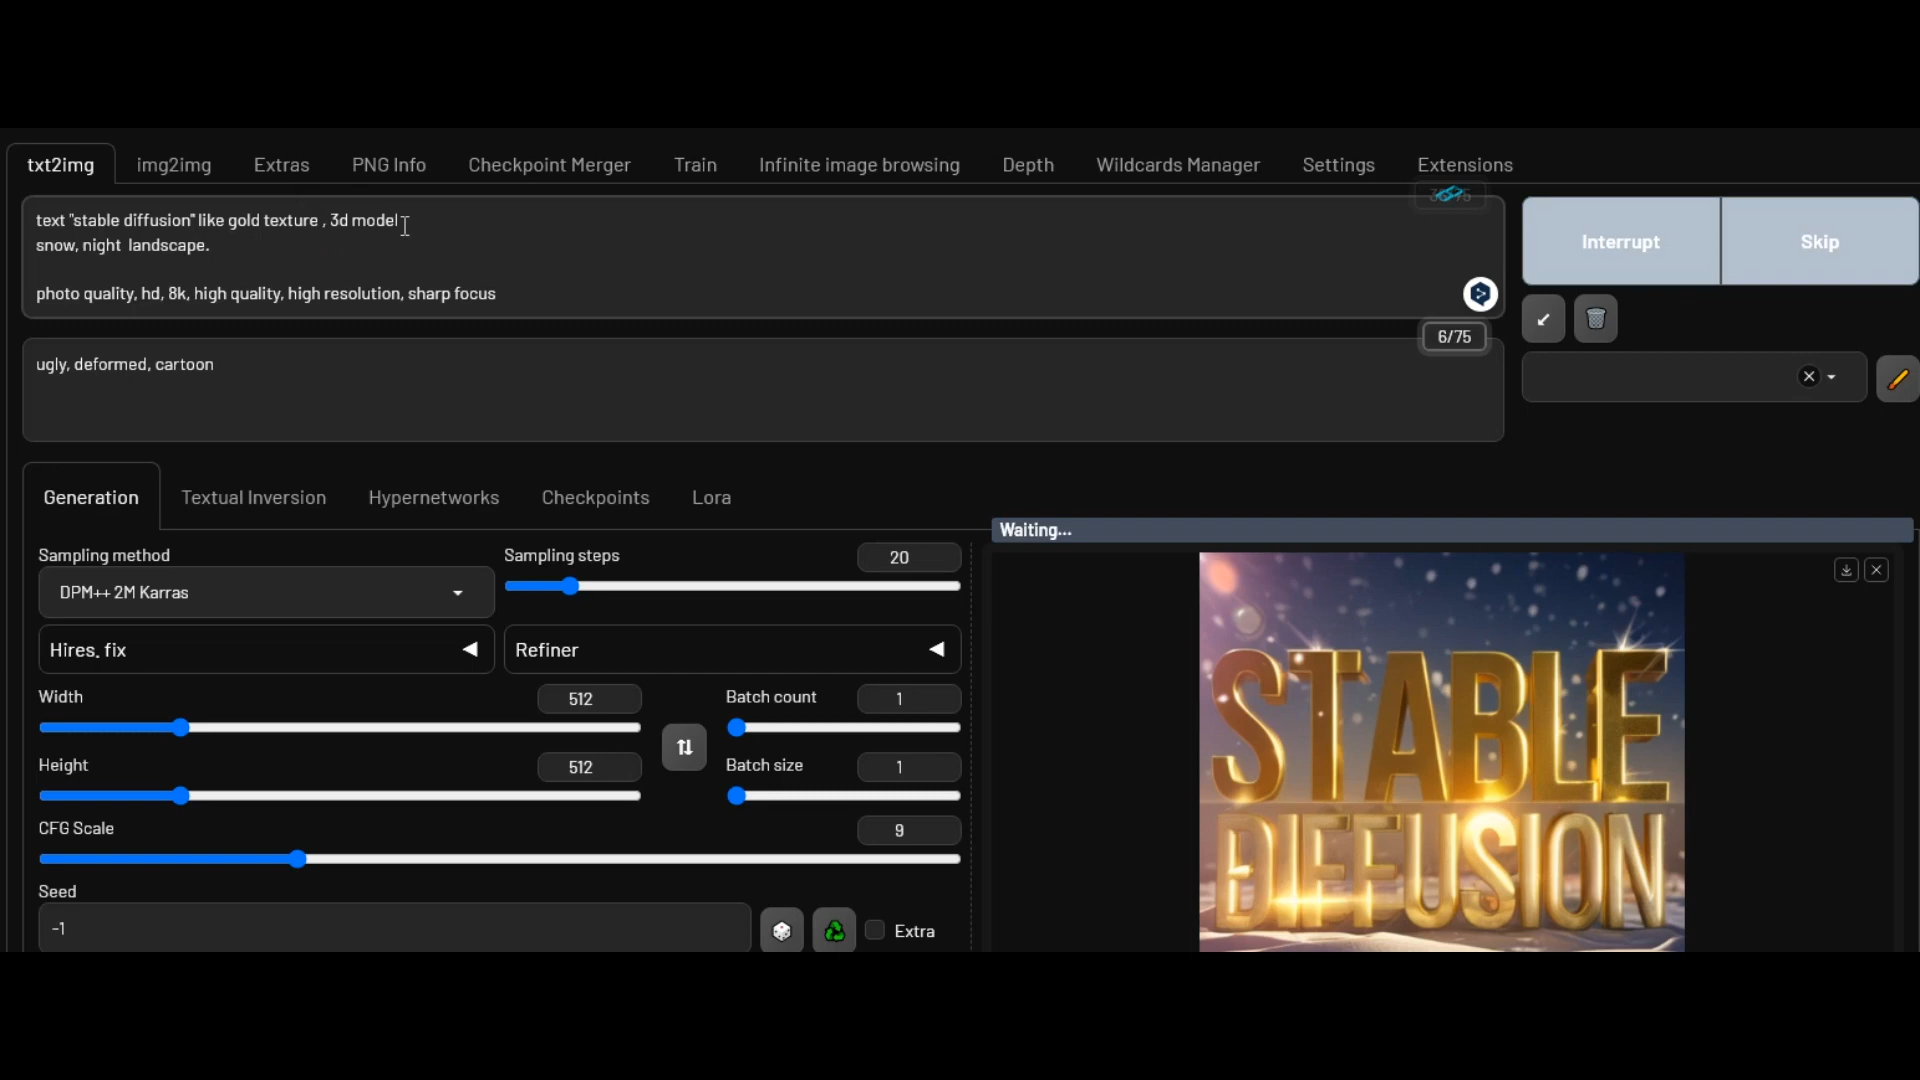 txt2img img2img Extras PNG Info Checkpoint Merger Train Infinite image browsing Depth Wildcards Manager Settings Extensions
text "stable diffusion" like gold texture , 3d model
snow, night landscape.
photo quality, hd, 8k, high quality, high resolution, sharp focus
Interrupt Skip
6/75
ugly, deformed, cartoon
Generation Textual Inversion Hypernetworks Checkpoints Lora
Waiting...
Sampling method
DPM++ 2M Karras
Sampling steps 20
Hires. fix
Refiner
Width 512
Batch count 1
Height 512
Batch size 1
CFG Scale 9
Seed
-1
Extra
STABLE
DIFFUSION